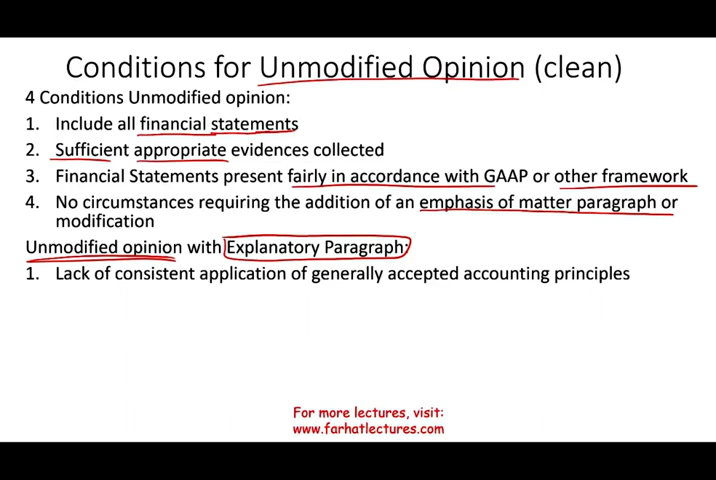 Conditions for Unmodified Opinion (clean)
4 Conditions Unmodified opinion:
1. Include all financial statements
2. Sufficient appropriate evidences collected
3. Financial Statements present fairly in accordance with GAAP or other framework
4. No circumstances requiring the addition of an emphasis of matter paragraph or
modification
Unmodified opinion with Explanatory Paragraph:
1. Lack of consistent application of generally accepted accounting principles
For more lectures, visit:
www.farhatlectures.com